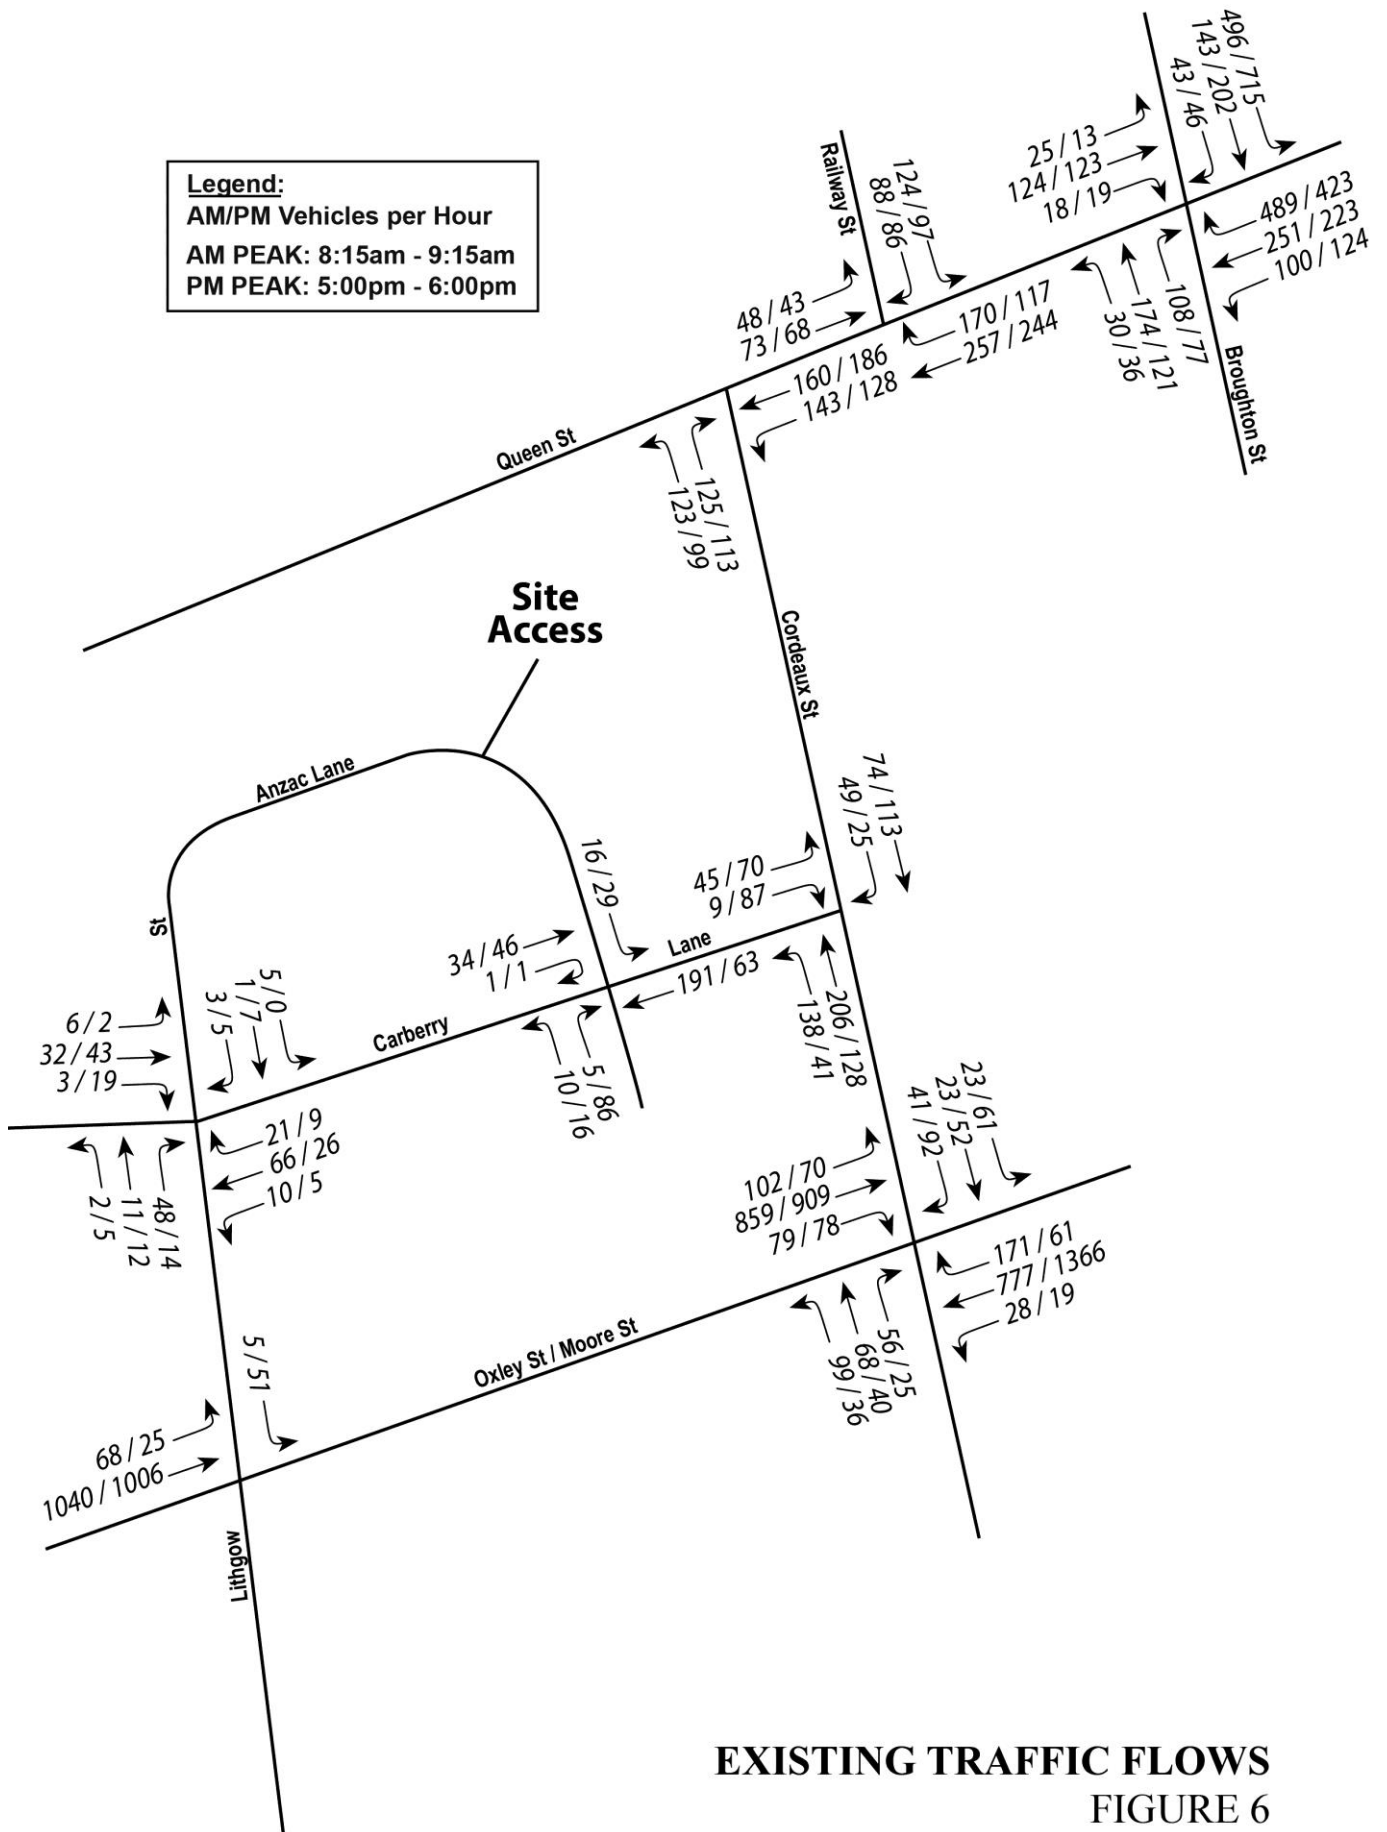 496 / 715
143 / 202
43 / 46
25 / 13
124 / 123
18 / 19
Railway St
124 / 97
88 / 86
Legend:
AM/PM Vehicles per Hour
AM PEAK: 8:15am - 9:15am
PM PEAK: 5:00pm - 6:00pm
489 / 423
251 / 223
100 / 124
48 / 43
73 / 68
170 / 117
257 / 244
108 / 77
174 / 121
30 / 36
Broughton St
160 / 186
143 / 128
Queen St
125 / 113
123 / 99
Site
Access
Cordeaux St
Anzac Lane
74 / 113
49 / 25
16 / 29
45 / 70
9 / 87
St
34 / 46
1 / 1
Lane
191 / 63
206 / 128
138 / 41
5 / 0
1 / 7
3 / 5
6 / 2
32 / 43
3 / 19
Carberry
5 / 86
10 / 16
23 / 61
23 / 52
41 / 92
21 / 9
66 / 26
10 / 5
48 / 14
11 / 12
2 / 5
102 / 70
859 / 909
79 / 78
171 / 61
777 / 1366
28 / 19
56 / 25
68 / 40
99 / 36
Oxley St / Moore St
5 / 51
68 / 25
1040 / 1006
Lithgow
EXISTING TRAFFIC FLOWS
FIGURE 6